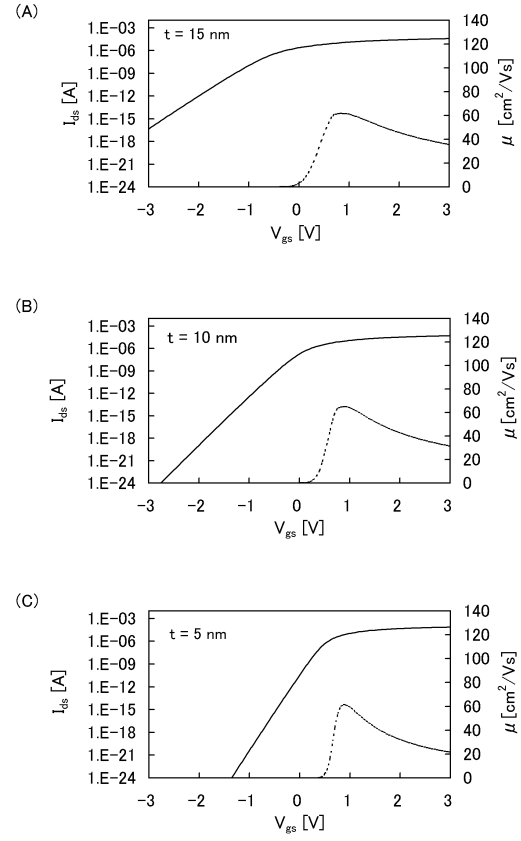 (A)
t = 15 nm
1.E-03
1.E-06
1.E-09
1.E-12
1.E-15
1.E-18
1.E-21
1.E-24
Ids [A]
140
120
100
80
60
40
20
0
μ [cm²/Vs]
-3 -2 -1 0 1 2 3
Vgs [V]
(B)
t = 10 nm
1.E-03
1.E-06
1.E-09
1.E-12
1.E-15
1.E-18
1.E-21
1.E-24
Ids [A]
140
120
100
80
60
40
20
0
μ [cm²/Vs]
-3 -2 -1 0 1 2 3
Vgs [V]
(C)
t = 5 nm
1.E-03
1.E-06
1.E-09
1.E-12
1.E-15
1.E-18
1.E-21
1.E-24
Ids [A]
140
120
100
80
60
40
20
0
μ [cm²/Vs]
-3 -2 -1 0 1 2 3
Vgs [V]